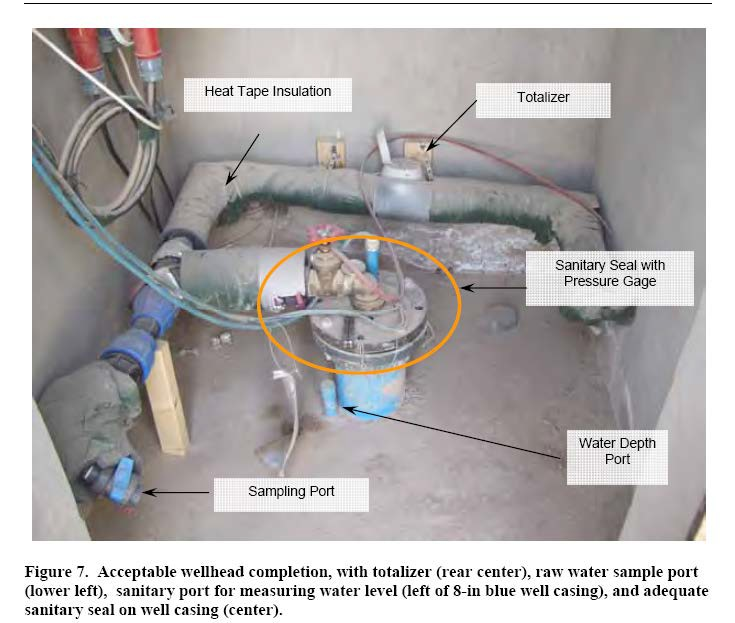 Heat Tape Insulation
Totalizer
Sanitary Seal with
Pressure Gage
Water Depth
Port
Sampling Port
Figure 7.  Acceptable wellhead completion, with totalizer (rear center), raw water sample port
(lower left),  sanitary port for measuring water level (left of 8-in blue well casing), and adequate
sanitary seal on well casing (center).